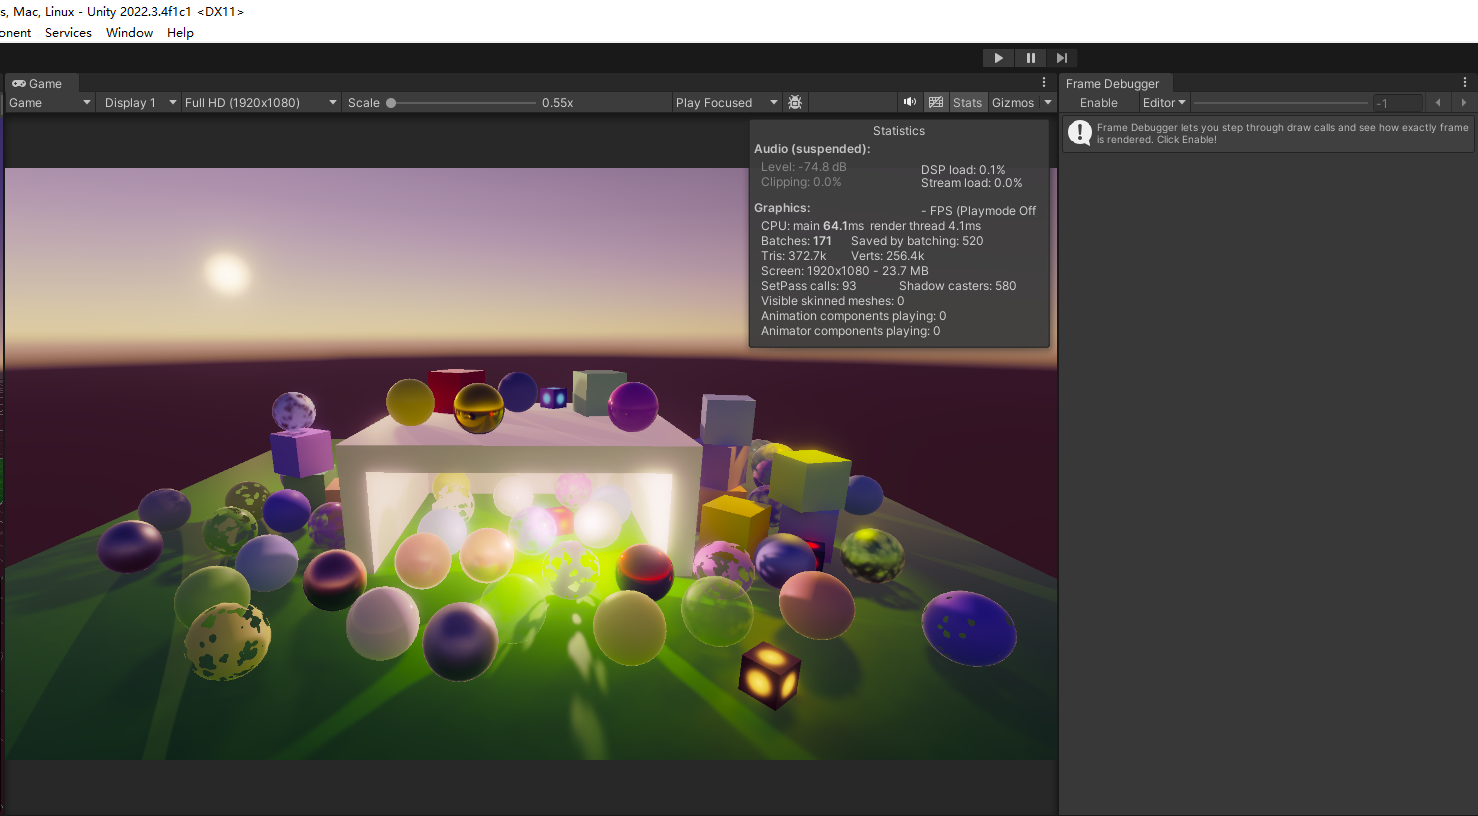 s, Mac, Linux - Unity 2022.3.4f1c1 <DX11>
onent Services Window Help
Game
Game Display 1 Full HD (1920x1080) Scale 0.55x Play Focused Stats Gizmos
Statistics
Audio (suspended):
Level: -74.8 dB DSP load: 0.1%
Clipping: 0.0% Stream load: 0.0%
Graphics: - FPS (Playmode Off
CPU: main 64.1ms render thread 4.1ms
Batches: 171 Saved by batching: 520
Tris: 372.7k Verts: 256.4k
Screen: 1920x1080 - 23.7 MB
SetPass calls: 93 Shadow casters: 580
Visible skinned meshes: 0
Animation components playing: 0
Animator components playing: 0
Frame Debugger
Enable Editor -1
Frame Debugger lets you step through draw calls and see how exactly frame
is rendered. Click Enable!